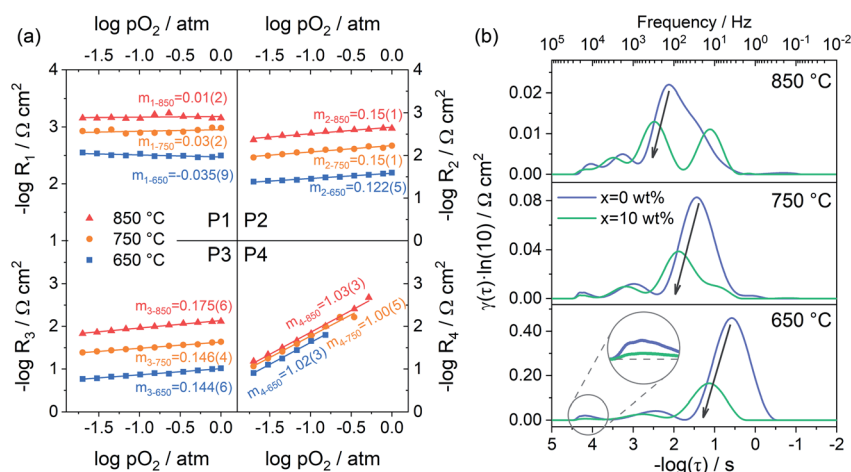 (a)
log pO2 / atm
log pO2 / atm
-1.5 -1.0 -0.5 0.0
-1.5 -1.0 -0.5 0.0
-log R1 / Ω cm2
4
3
2
1
m1-850=0.01(2)
m1-750=0.03(2)
m1-650=-0.035(9)
850 °C
750 °C
650 °C
P1
P2
m2-850=0.15(1)
m2-750=0.15(1)
m2-650=0.122(5)
4
3
2
1
0
-log R2 / Ω cm2
P3
P4
-log R3 / Ω cm2
3
2
1
0
m3-850=0.175(6)
m3-750=0.146(4)
m3-650=0.144(6)
m4-850=1.03(3)
m4-750=1.00(5)
m4-650=1.02(3)
3
2
1
0
-log R4 / Ω cm2
-1.5 -1.0 -0.5 0.0
-1.5 -1.0 -0.5 0.0
log pO2 / atm
log pO2 / atm
(b)
Frequency / Hz
10^5 10^4 10^3 10^2 10^1 10^0 10^-1 10^-2
γ(τ)·ln(10) / Ω cm2
0.02
0.01
0.00
850 °C
0.08
0.04
0.00
x=0 wt%
x=10 wt%
750 °C
0.40
0.20
0.00
650 °C
5 4 3 2 1 0 -1 -2
-log(τ) / s